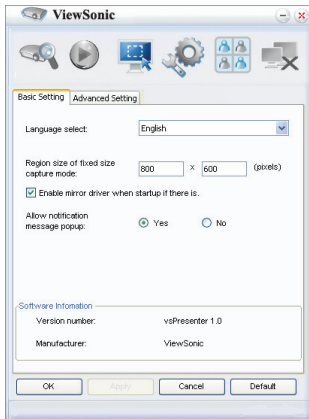 ViewSonic
Basic Setting Advanced Setting
Language select: English
Region size of fixed size capture mode: 800 x 600 (pixels)
Enable mirror driver when startup if there is.
Allow notification message popup: Yes No
Software Infomation
Version number: vsPresenter 1.0
Manufacturer: ViewSonic
OK Apply Cancel Default